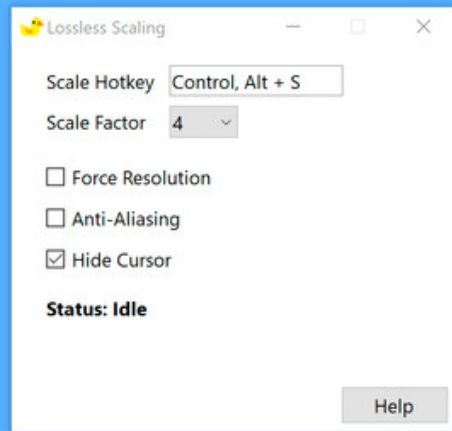 Lossless Scaling
Scale Hotkey Control, Alt + S
Scale Factor 4
Force Resolution
Anti-Aliasing
Hide Cursor
Status: Idle
Help